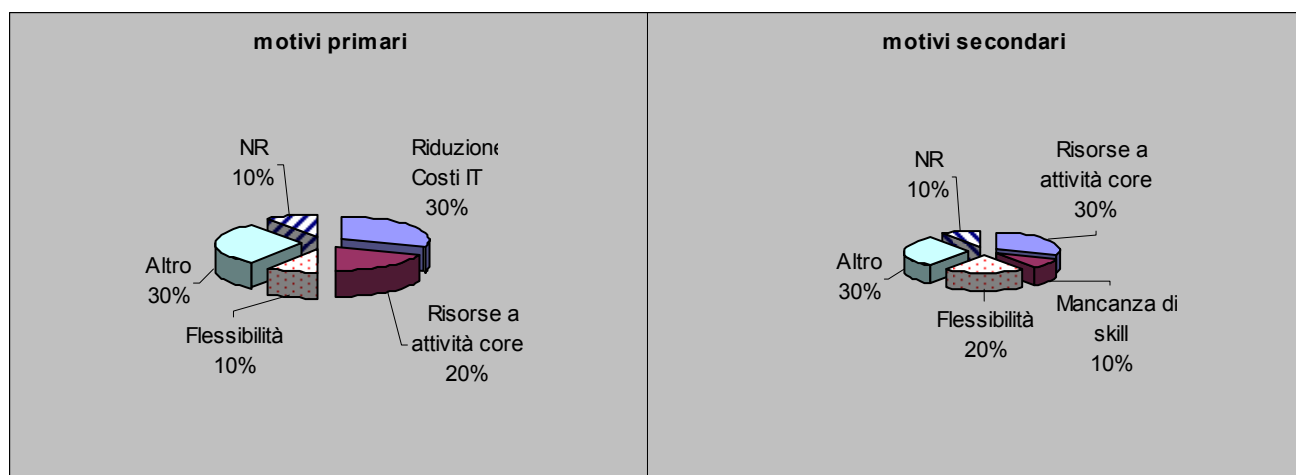 motivi primari
NR
10%
Riduzione
Costi IT
30%
Altro
30%
Flessibilità
10%
Risorse a
attività core
20%
motivi secondari
NR
10%
Risorse a
attività core
30%
Altro
30%
Flessibilità
20%
Mancanza di
skill
10%